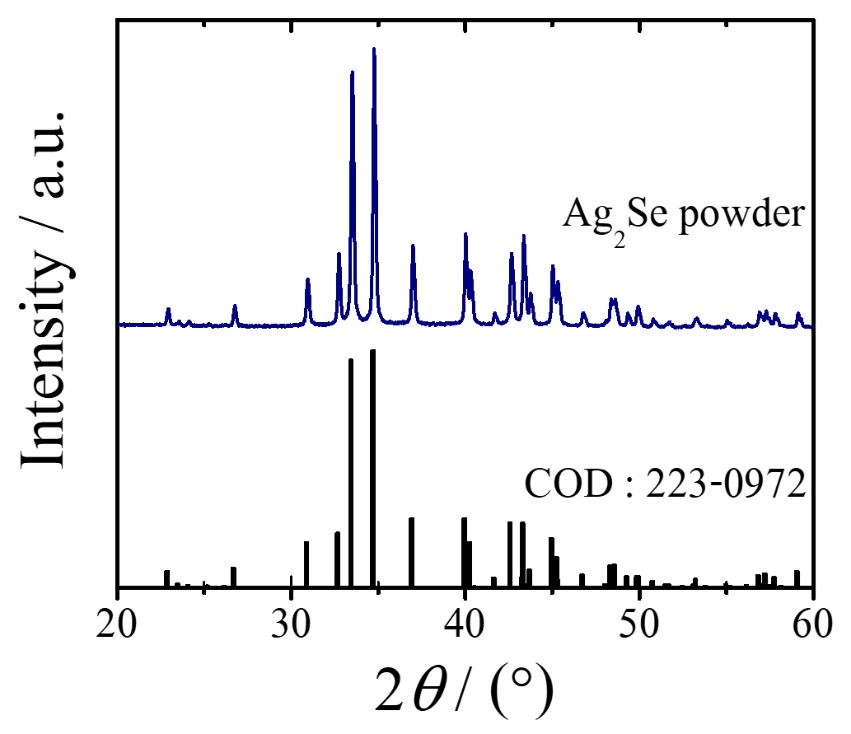 Intensity / a.u.
Ag₂Se powder
COD : 223-0972
20 30 40 50 60
2θ / (°)